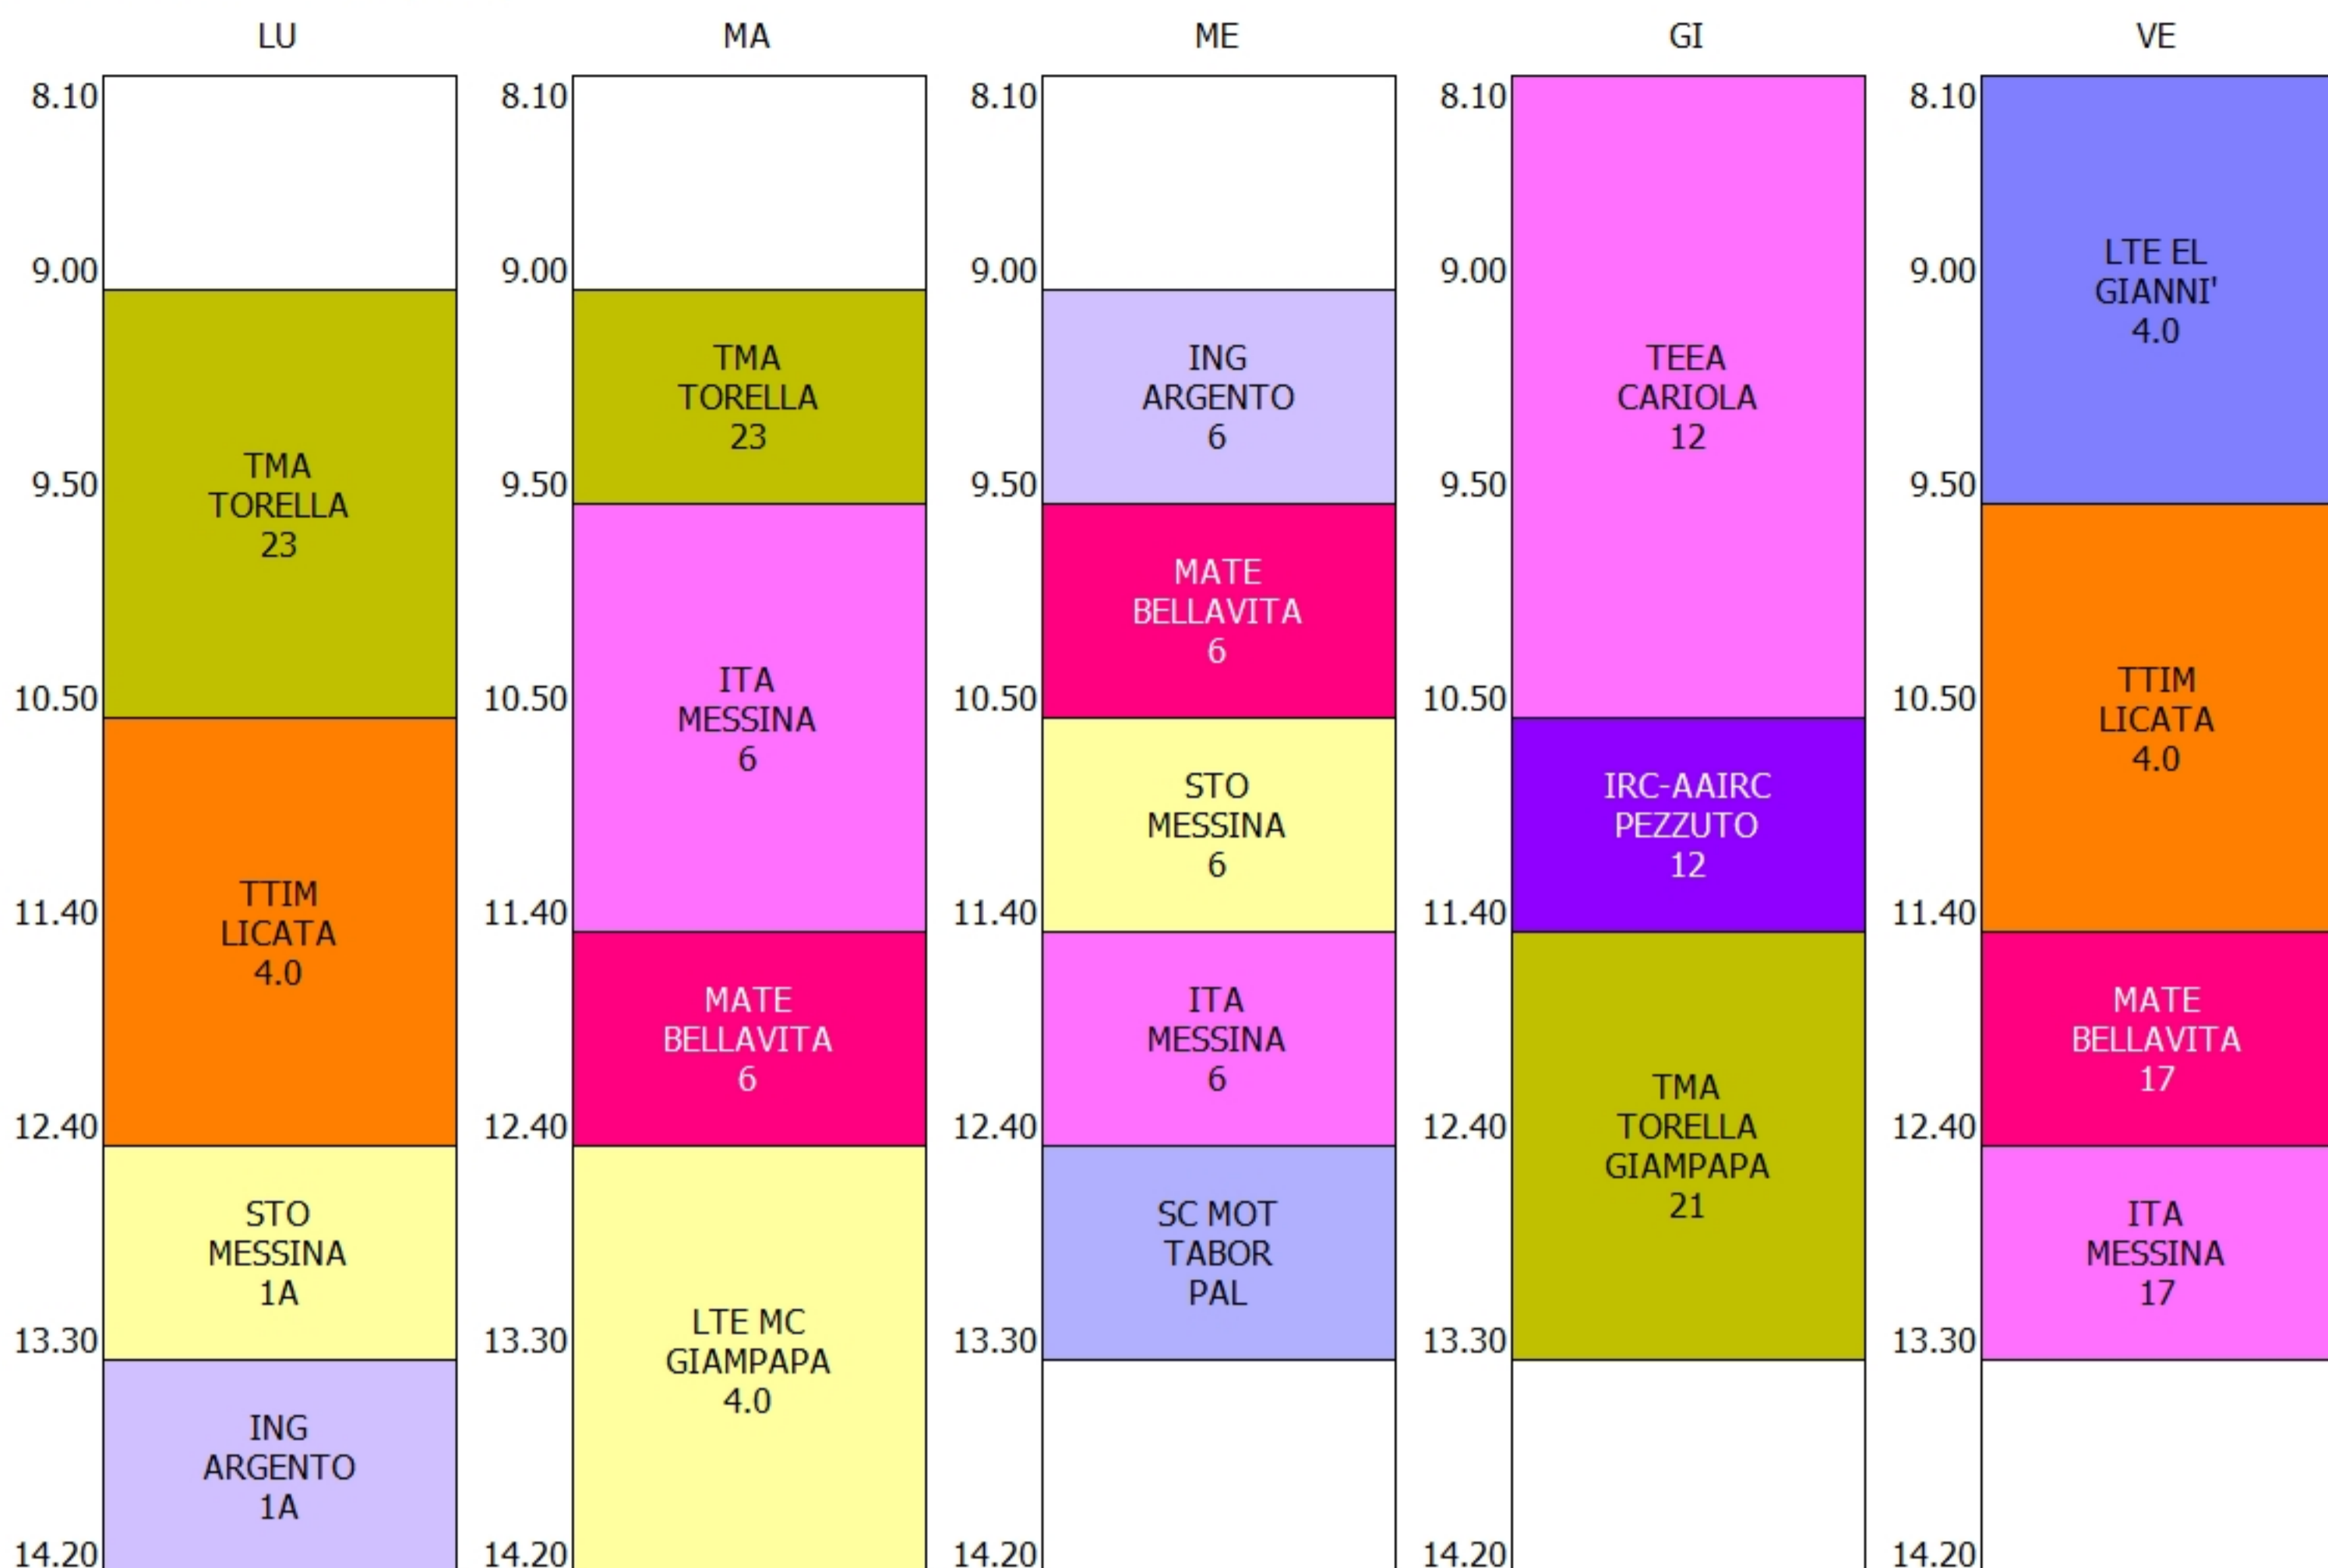 LU
8.10
9.00
TMA
TORELLA
23
9.50
10.50
TTIM
LICATA
4.0
11.40
12.40
STO
MESSINA
1A
13.30
ING
ARGENTO
1A
14.20
MA
8.10
9.00
TMA
TORELLA
23
9.50
ITA
MESSINA
6
10.50
11.40
MATE
BELLAVITA
6
12.40
LTE MC
GIAMPAPA
4.0
13.30
14.20
ME
8.10
9.00
ING
ARGENTO
6
9.50
MATE
BELLAVITA
6
10.50
STO
MESSINA
6
11.40
ITA
MESSINA
6
12.40
SC MOT
TABOR
PAL
13.30
14.20
GI
8.10
9.00
TEEA
CARIOLA
12
9.50
10.50
IRC-AAIRC
PEZZUTO
12
11.40
TMA
TORELLA
GIAMPAPA
21
12.40
13.30
14.20
VE
8.10
9.00
LTE EL
GIANNI'
4.0
9.50
TTIM
LICATA
4.0
10.50
11.40
MATE
BELLAVITA
17
12.40
ITA
MESSINA
17
13.30
14.20